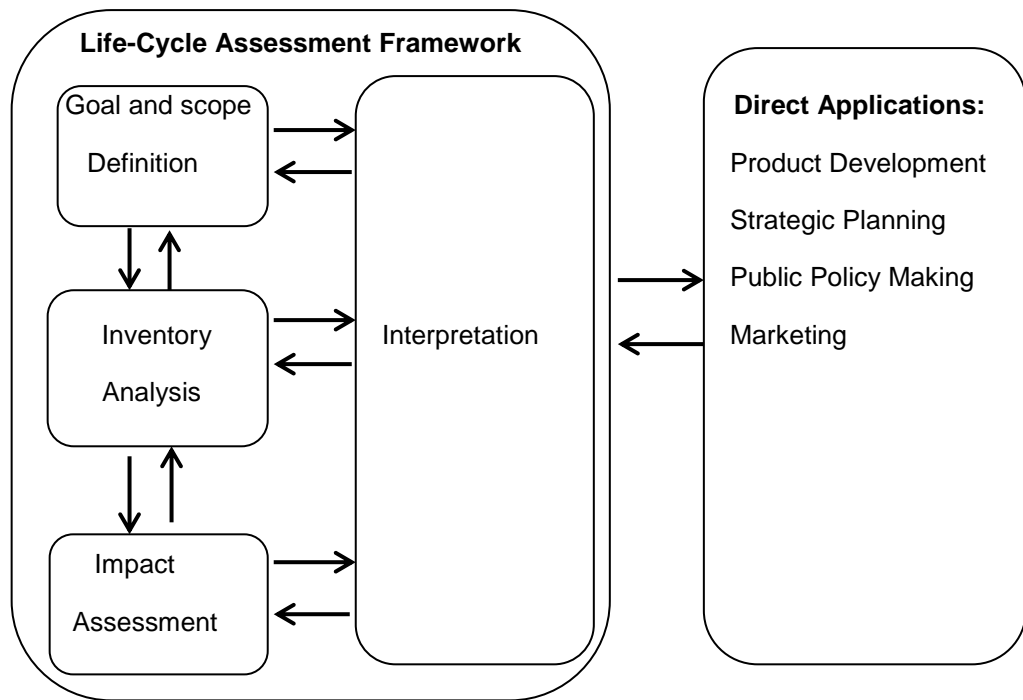 Life-Cycle Assessment Framework
Goal and scope
Definition
Inventory
Analysis
Impact
Assessment
Interpretation
Direct Applications:
Product Development
Strategic Planning
Public Policy Making
Marketing